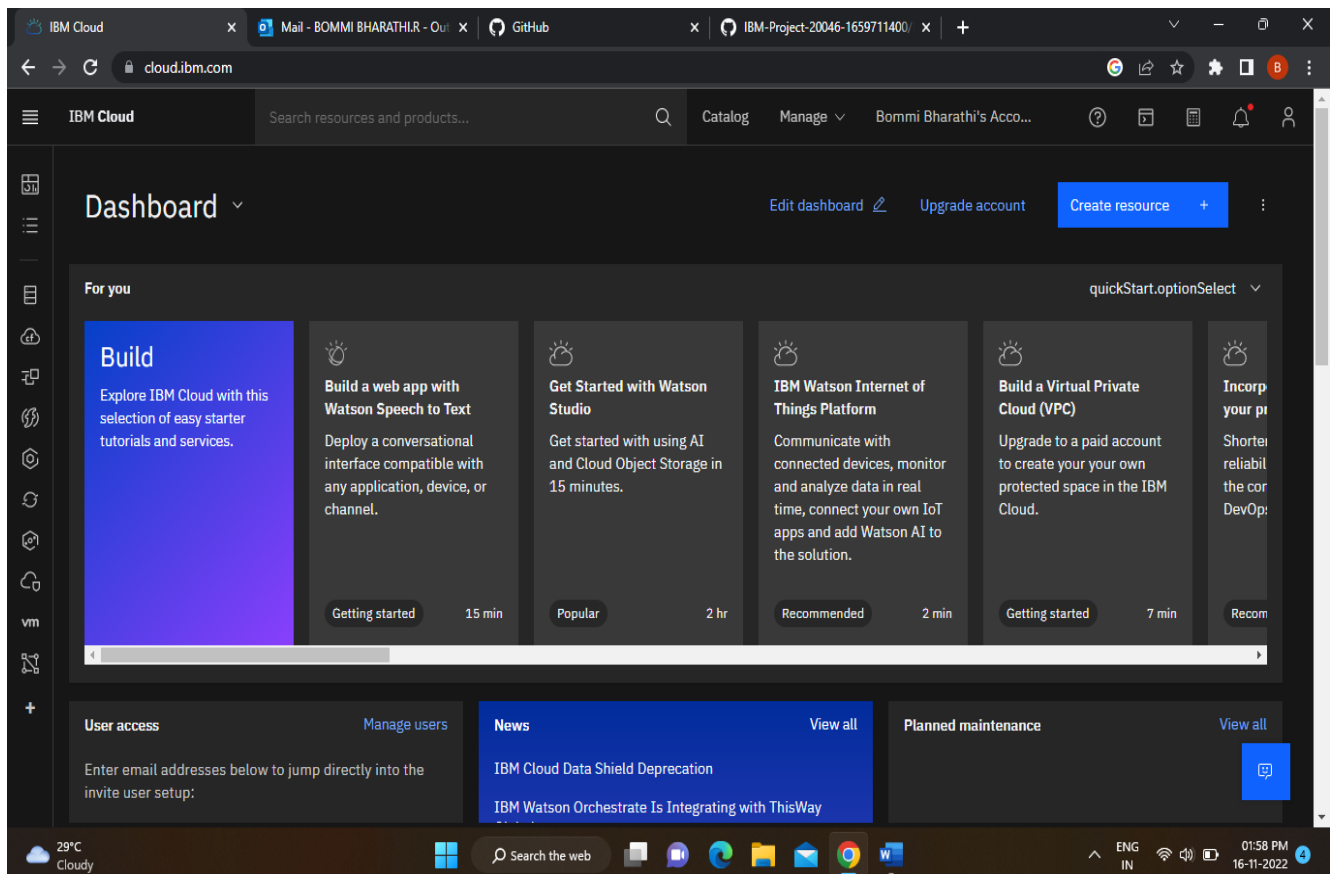 IBM Cloud
Mail - BOMMI BHARATHI.R - Out
GitHub
IBM-Project-20046-1659711400/
cloud.ibm.com
B
IBM Cloud
Search resources and products...
Catalog
Manage
Bommi Bharathi's Acco...
Dashboard
Edit dashboard
Upgrade account
Create resource +
For you
quickStart.optionSelect
Build
Explore IBM Cloud with this
selection of easy starter
tutorials and services.
Build a web app with
Watson Speech to Text
Deploy a conversational
interface compatible with
any application, device, or
channel.
Getting started
15 min
Get Started with Watson
Studio
Get started with using AI
and Cloud Object Storage in
15 minutes.
Popular
2 hr
IBM Watson Internet of
Things Platform
Communicate with
connected devices, monitor
and analyze data in real
time, connect your own IoT
apps and add Watson AI to
the solution.
Recommended
2 min
Build a Virtual Private
Cloud (VPC)
Upgrade to a paid account
to create your your own
protected space in the IBM
Cloud.
Getting started
7 min
Incorp
your pr
Shorte
reliabil
the cor
DevOp
Recom
cf
vm
User access
Manage users
Enter email addresses below to jump directly into the
invite user setup:
News
View all
IBM Cloud Data Shield Deprecation
IBM Watson Orchestrate Is Integrating with ThisWay
Planned maintenance
View all
29°C
Cloudy
Search the web
ENG
IN
01:58 PM
16-11-2022
4